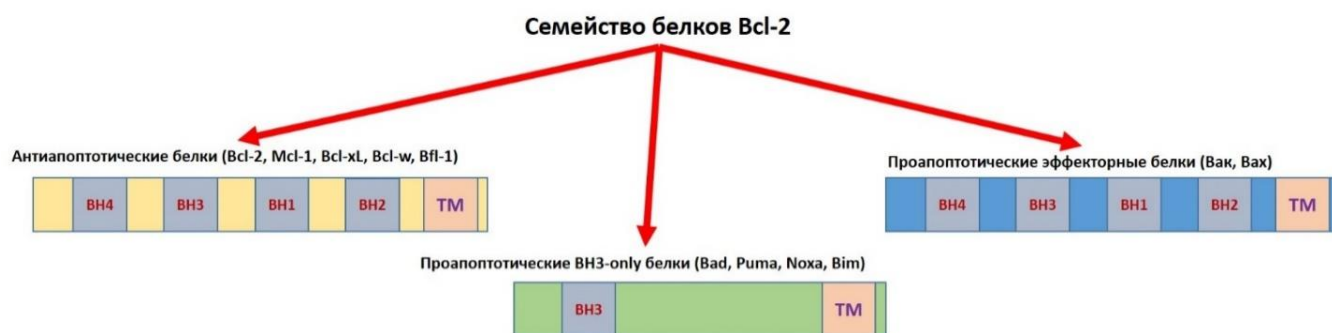 Семейство белков Bcl-2
Антиапоптотические белки (Bcl-2, Mcl-1, Bcl-xL, Bcl-w, Bfl-1)
BH4 BH3 BH1 BH2 TM
Проапоптотические эффекторные белки (Вак, Вах)
BH4 BH3 BH1 BH2 TM
Проапоптотические BH3-only белки (Bad, Puma, Noxa, Bim)
BH3 TM